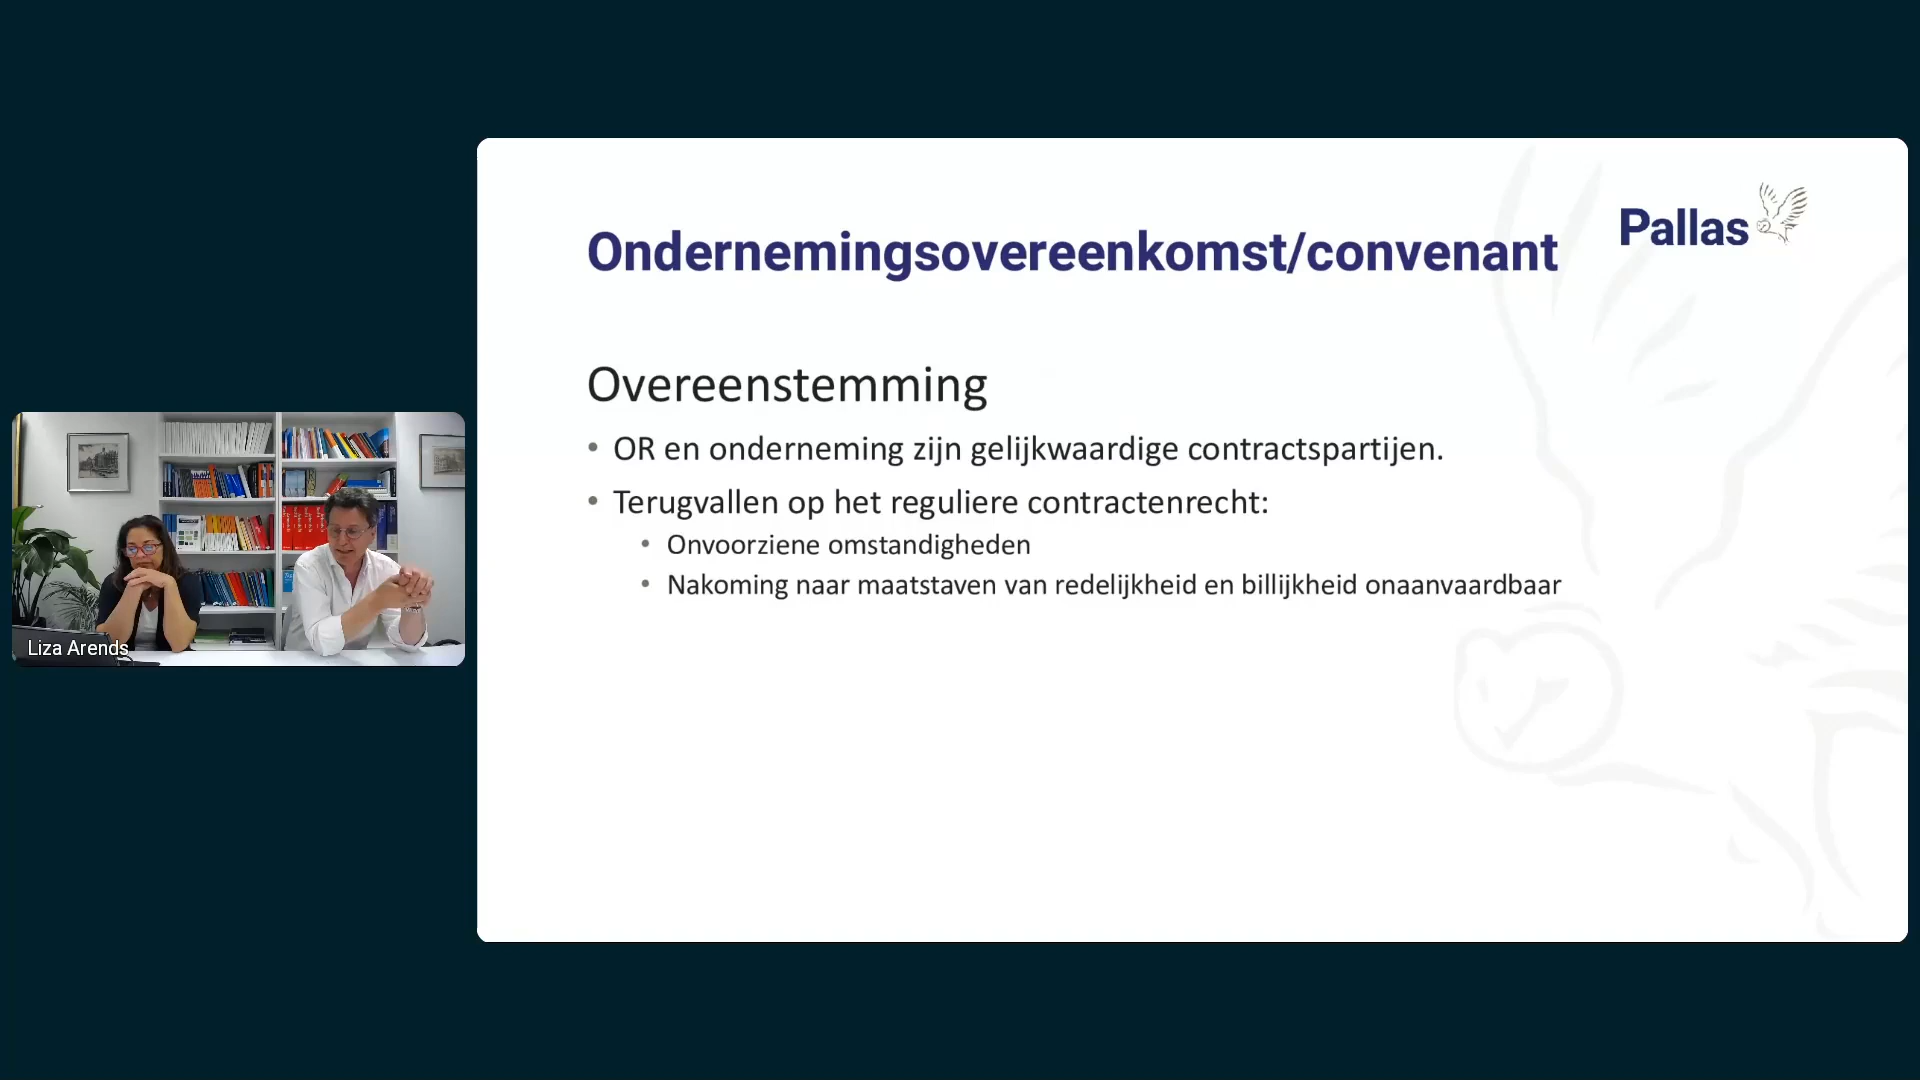 Pallas
Ondernemingsovereenkomst/convenant
Overeenstemming
• OR en onderneming zijn gelijkwaardige contractspartijen.
• Terugvallen op het reguliere contractenrecht:
• Onvoorziene omstandigheden
• Nakoming naar maatstaven van redelijkheid en billijkheid onaanvaardbaar
Liza Arends